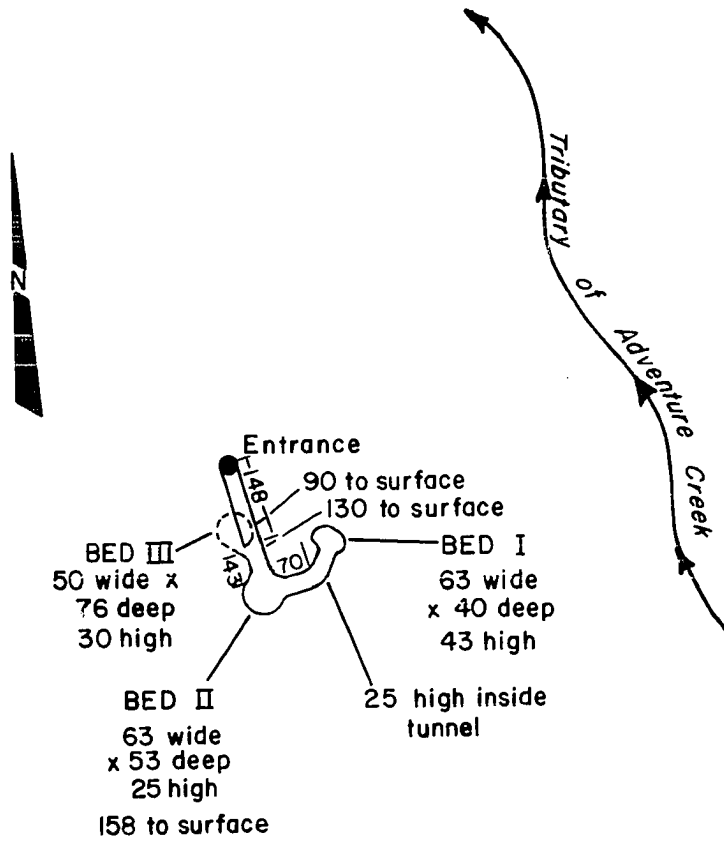 Tributary of Adventure Creek
N
Entrance
148
90 to surface
130 to surface
70
143
BED III
50 wide x
76 deep
30 high
BED I
63 wide
x 40 deep
43 high
BED II
63 wide
x 53 deep
25 high
158 to surface
25 high inside
tunnel